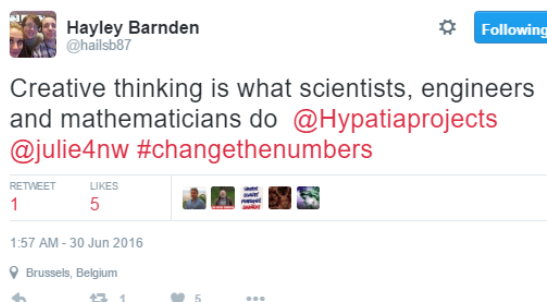 Hayley Barnden
@hailsb87
Following
Creative thinking is what scientists, engineers
and mathematicians do @Hypatiaprojects
@julie4nw #changethenumbers
RETWEET LIKES
1 5
1:57 AM - 30 Jun 2016
Brussels, Belgium
1 5